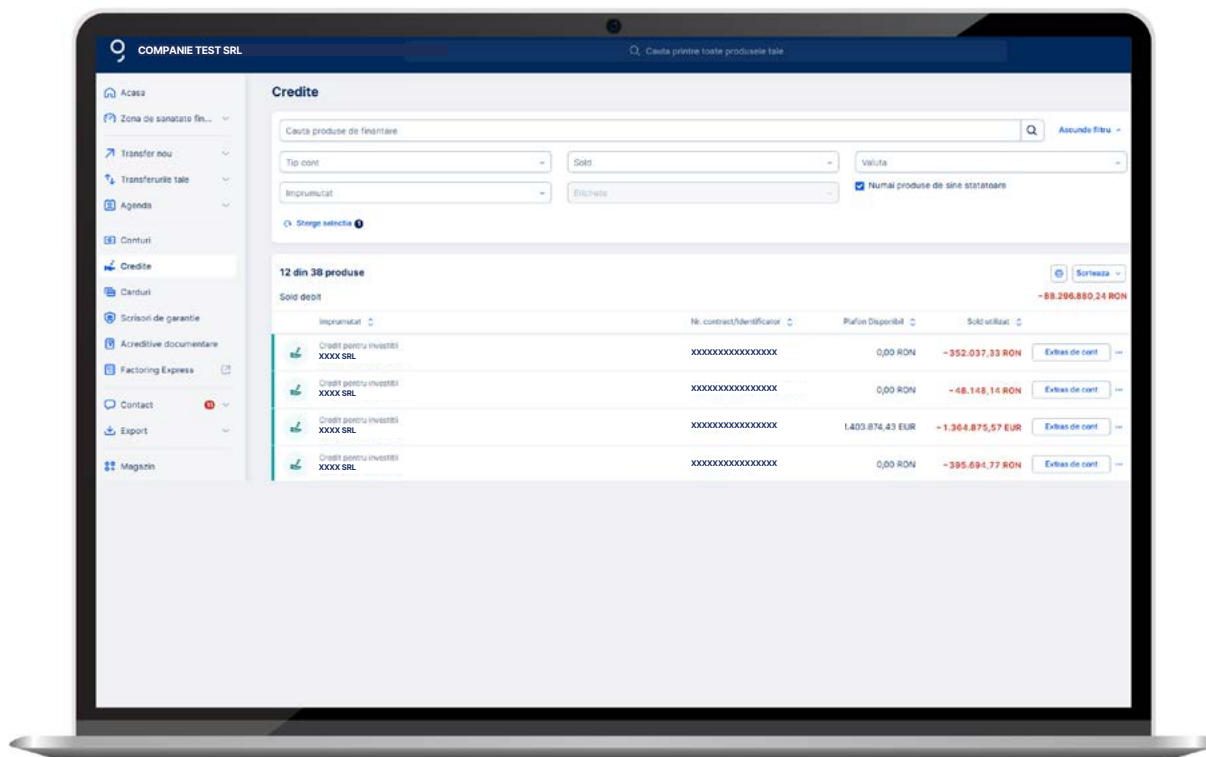 COMPANIE TEST SRL
Cauta printre toate produsele tale
Acasa
Zona de sanatate fin...
Transfer nou
Transferurile tale
Agenda
Conturi
Credite
Carduri
Scrisori de garantie
Acreditive documentare
Factoring Express
Contact
Export
Magazin
Credite
Cauta produse de finantare
Ascunde filtru
Tip cont
Sold
Valuta
Imprumutat
Etichete
Numai produse de sine statatoare
Sterge selectia 1
12 din 38 produse
Sorteaza
Sold debit -88.296.880,24 RON
Imprumutat Nr. contract/Identificator Plafon Disponibil Sold utilizat
Credit pentru investitii
XXXX SRL XXXXXXXXXXXXXXXX 0,00 RON -352.037,33 RON Extras de cont
Credit pentru investitii
XXXX SRL XXXXXXXXXXXXXXXX 0,00 RON -48.148,14 RON Extras de cont
Credit pentru investitii
XXXX SRL XXXXXXXXXXXXXXXX 1.403.874,43 EUR -1.364.875,57 EUR Extras de cont
Credit pentru investitii
XXXX SRL XXXXXXXXXXXXXXXX 0,00 RON -395.694,77 RON Extras de cont